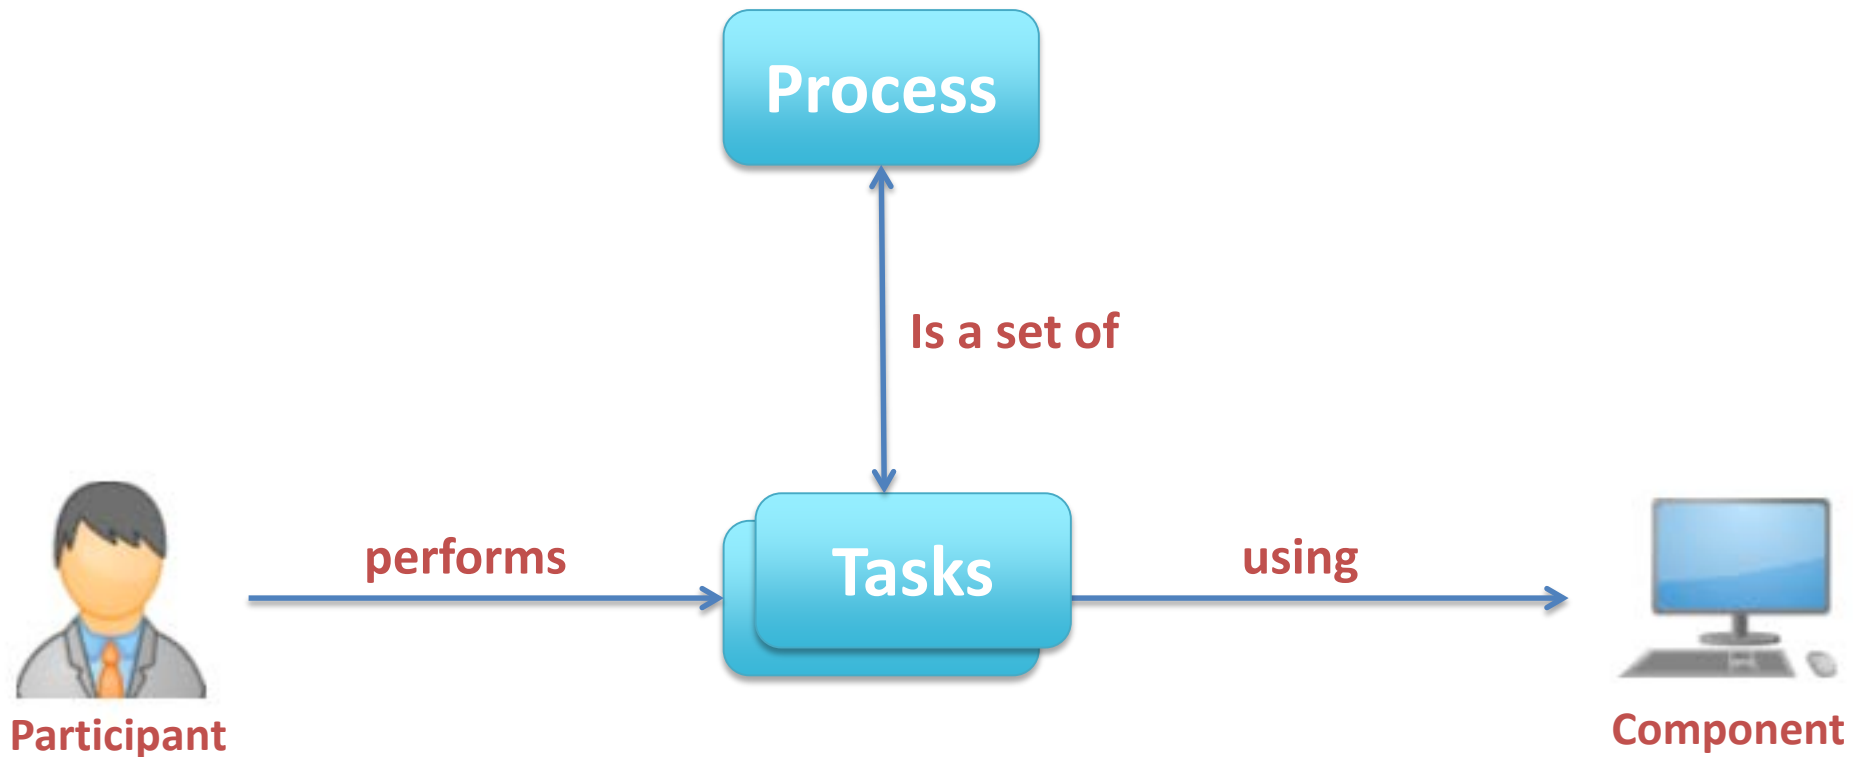 Process
Is a set of
performs
Tasks
using
Participant
Component